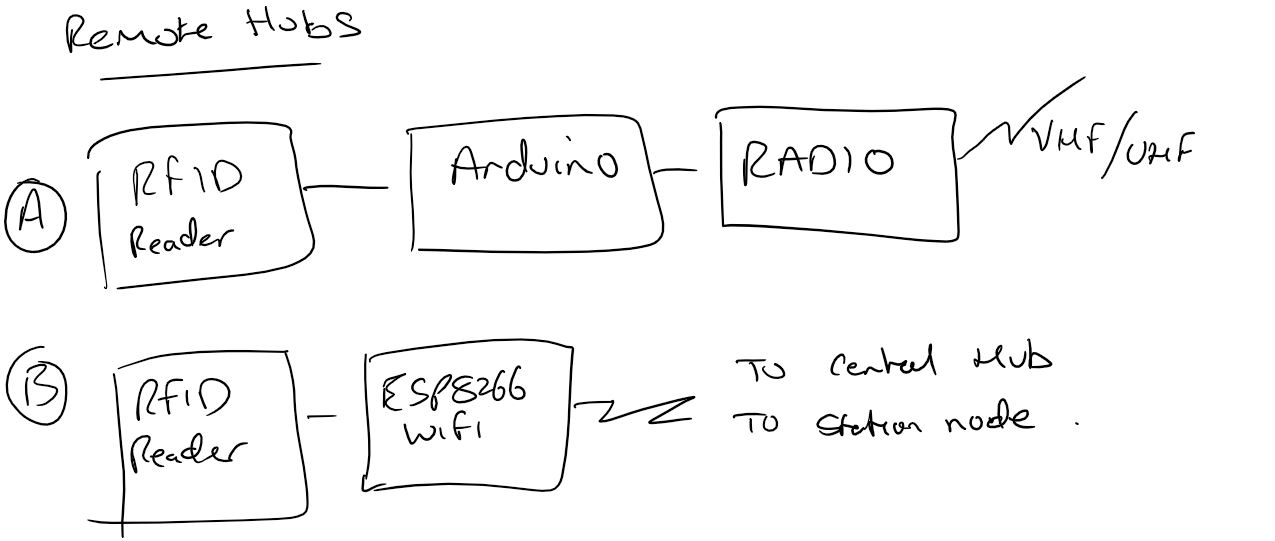 Remote Hubs
A
RFID
Reader
Arduino
RADIO
VHF/UHF
B
RFID
Reader
ESP8266
WiFi
TO Central Hub
TO Station node.